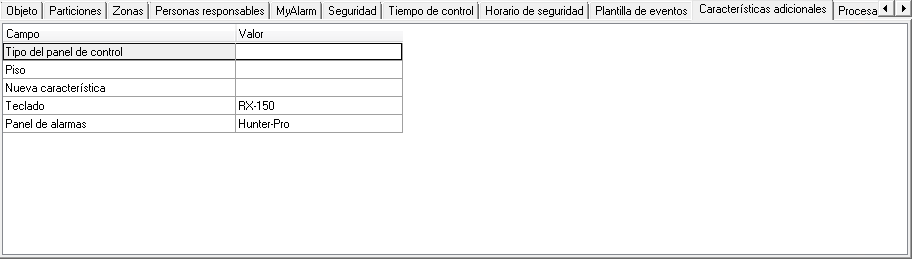 Objeto Particiones Zonas Personas responsables MyAlarm Seguridad Tiempo de control Horario de seguridad Plantilla de eventos Características adicionales Procesa
Campo Valor
Tipo del panel de control
Piso
Nueva característica
Teclado RX-150
Panel de alarmas Hunter-Pro